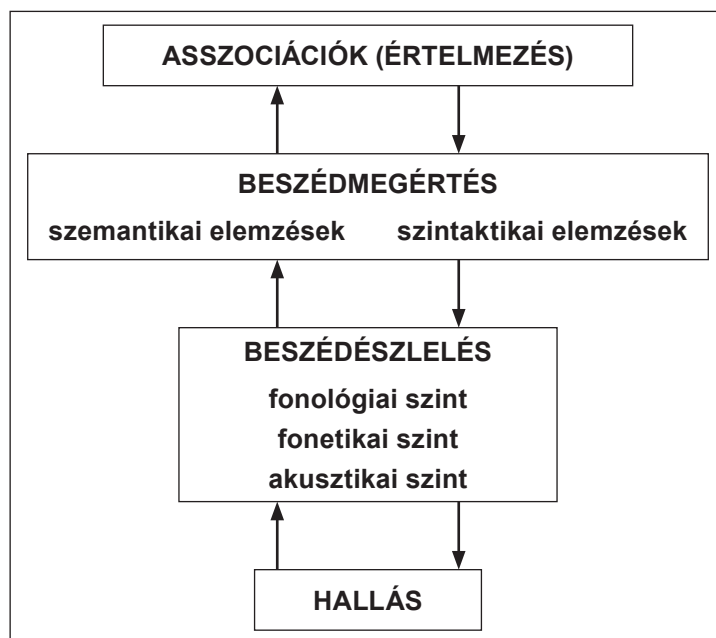 ASSZOCIÁCIÓK (ÉRTELMEZÉS)
BESZÉDMEGÉRTÉS
szemantikai elemzések szintaktikai elemzések
BESZÉDÉSZLELÉS
fonológiai szint
fonetikai szint
akusztikai szint
HALLÁS